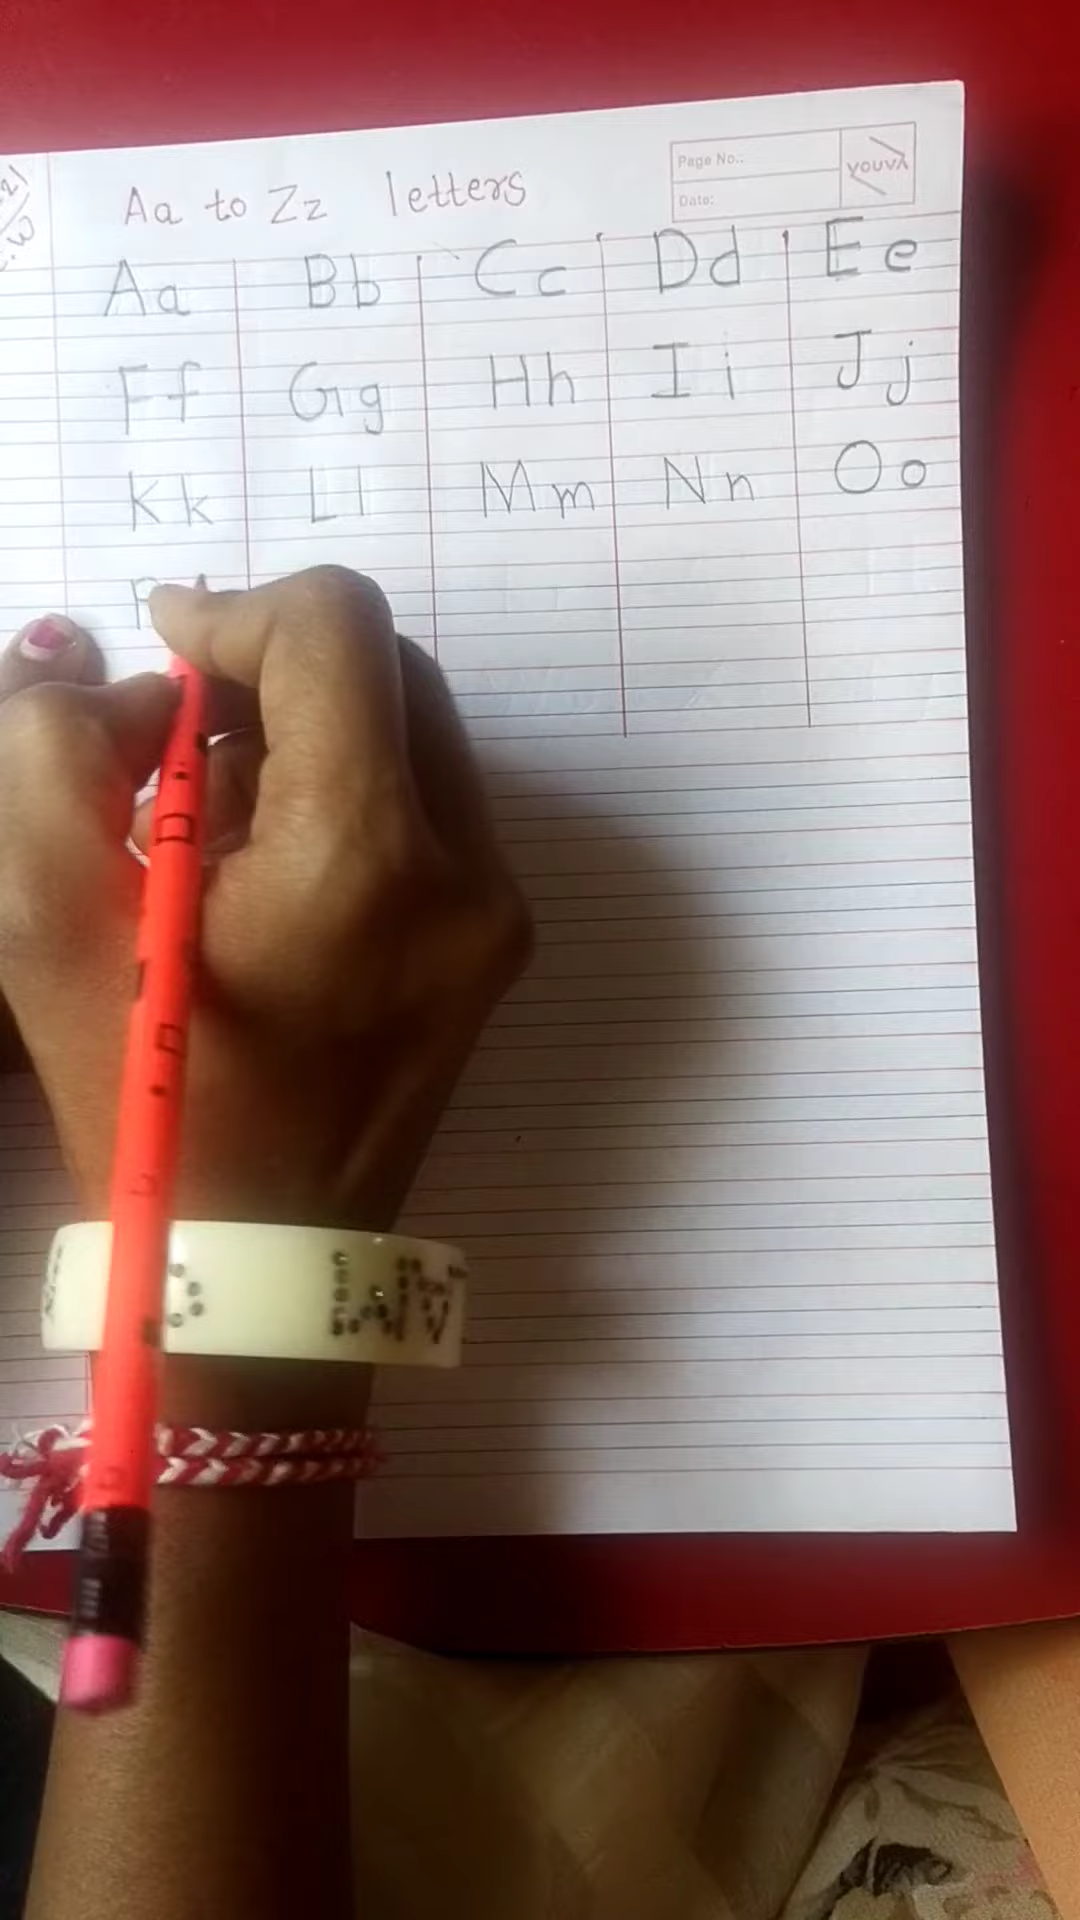 Aa to Zz letters
Page No.:
Date:
YOUVA
Aa Bb Cc Dd Ee
Ff Gg Hh Ii Jj
Kk Ll Mm Nn Oo
P